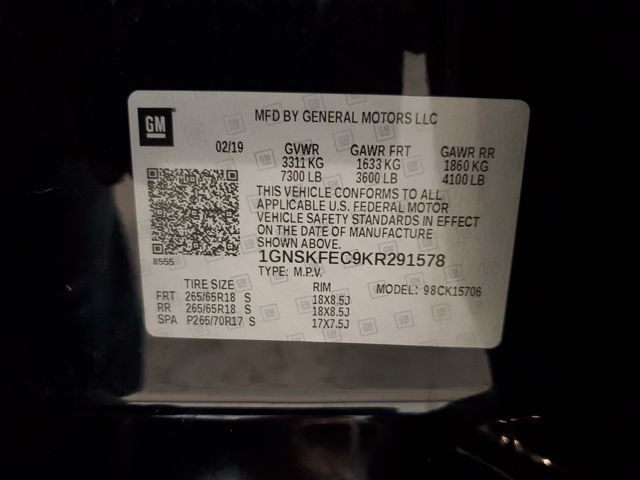 GM
MFD BY GENERAL MOTORS LLC
02/19 GVWR GAWR FRT GAWR RR
3311 KG 1633 KG 1860 KG
7300 LB 3600 LB 4100 LB
THIS VEHICLE CONFORMS TO ALL
APPLICABLE U.S. FEDERAL MOTOR
VEHICLE SAFETY STANDARDS IN EFFECT
ON THE DATE OF MANUFACTURE
SHOWN ABOVE.
8555
1GNSKFEC9KR291578
TYPE: M.P.V.
TIRE SIZE RIM MODEL: 98CK15706
FRT 265/65R18 S 18X8.5J
RR 265/65R18 S 18X8.5J
SPA P265/70R17 S 17X7.5J